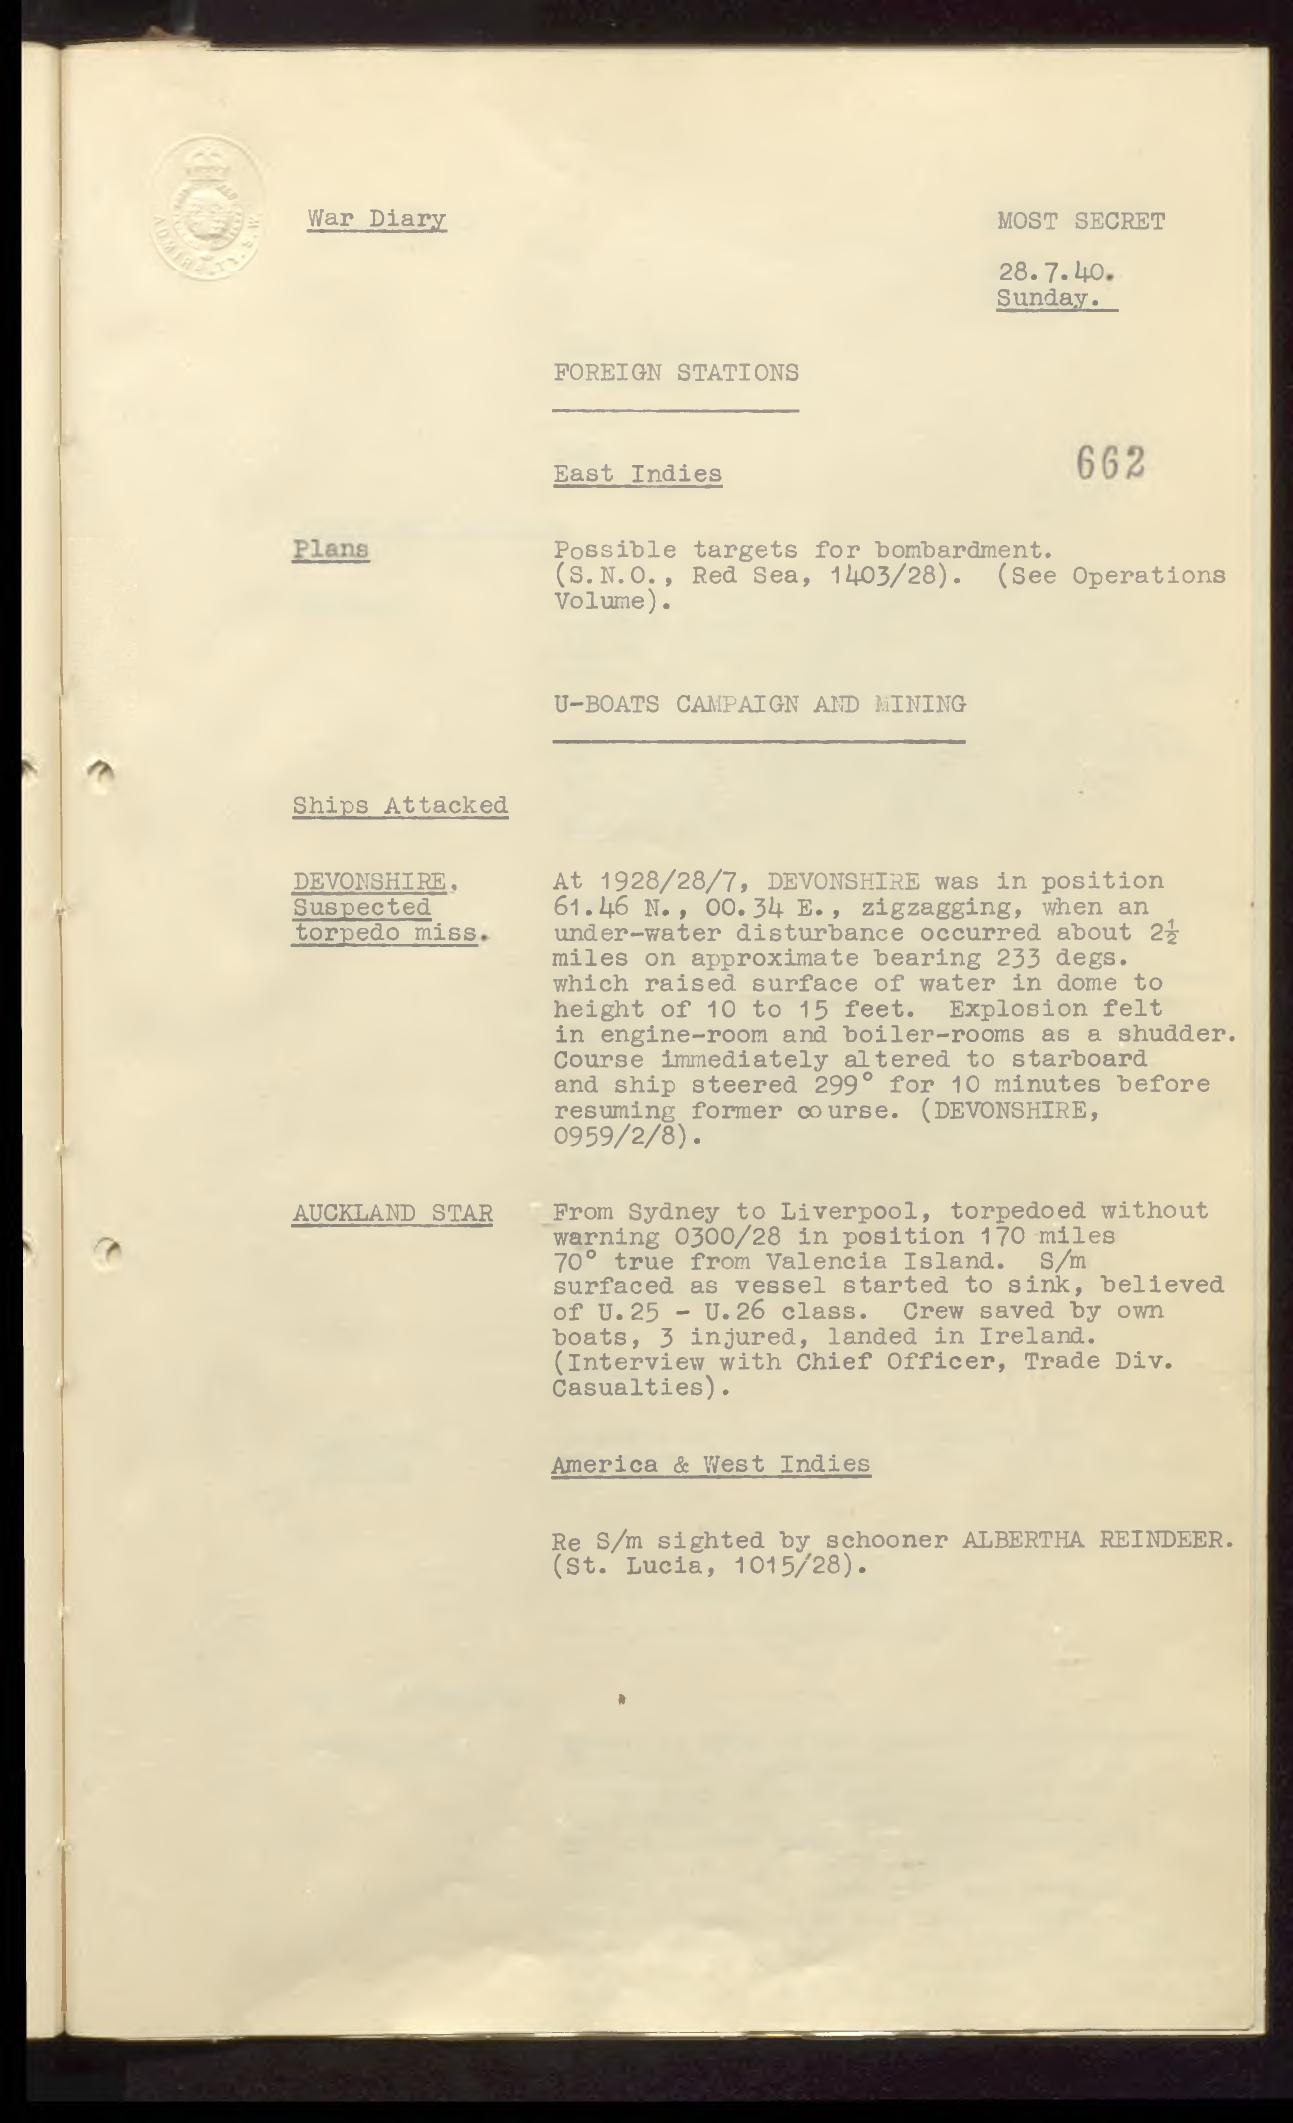 ADMIRALTY. S.W.
War Diary
MOST SECRET
28.7.40.
Sunday.
FOREIGN STATIONS
East Indies
662
Plans
Possible targets for bombardment.
(S.N.O., Red Sea, 1403/28). (See Operations
Volume).
U-BOATS CAMPAIGN AND MINING
Ships Attacked
DEVONSHIRE.
Suspected
torpedo miss.
At 1928/28/7, DEVONSHIRE was in position
61.46 N., 00.34 E., zigzagging, when an
under-water disturbance occurred about 2½
miles on approximate bearing 233 degs.
which raised surface of water in dome to
height of 10 to 15 feet. Explosion felt
in engine-room and boiler-rooms as a shudder.
Course immediately altered to starboard
and ship steered 299° for 10 minutes before
resuming former course. (DEVONSHIRE,
0959/2/8).
AUCKLAND STAR
From Sydney to Liverpool, torpedoed without
warning 0300/28 in position 170 miles
70° true from Valencia Island. S/m
surfaced as vessel started to sink, believed
of U.25 - U.26 class. Crew saved by own
boats, 3 injured, landed in Ireland.
(Interview with Chief Officer, Trade Div.
Casualties).
America & West Indies
Re S/m sighted by schooner ALBERTHA REINDEER.
(St. Lucia, 1015/28).